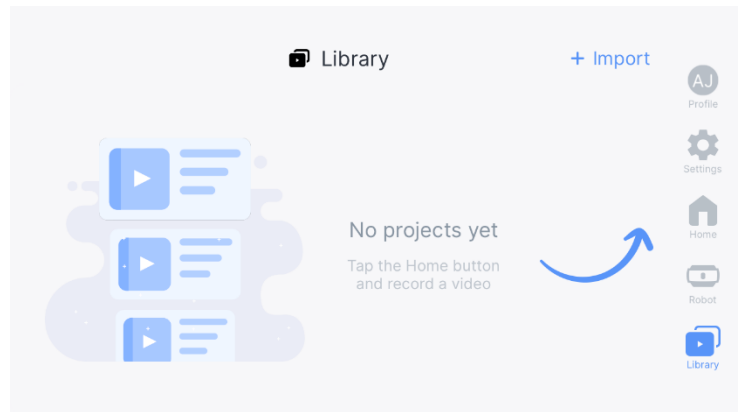 Library
+ Import
AJ
Profile
Settings
No projects yet
Home
Tap the Home button
and record a video
Robot
Library